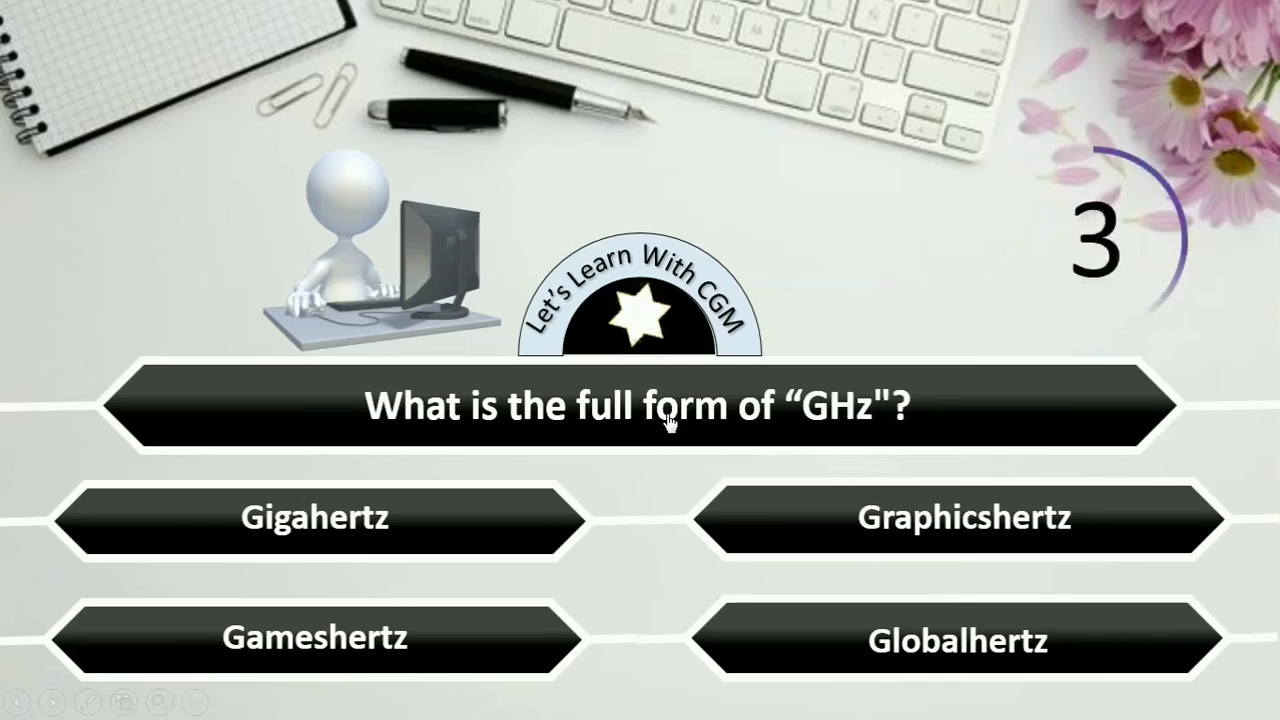 3
Let's Learn With CGM
What is the full form of “GHz"?
Gigahertz
Graphicshertz
Gameshertz
Globalhertz